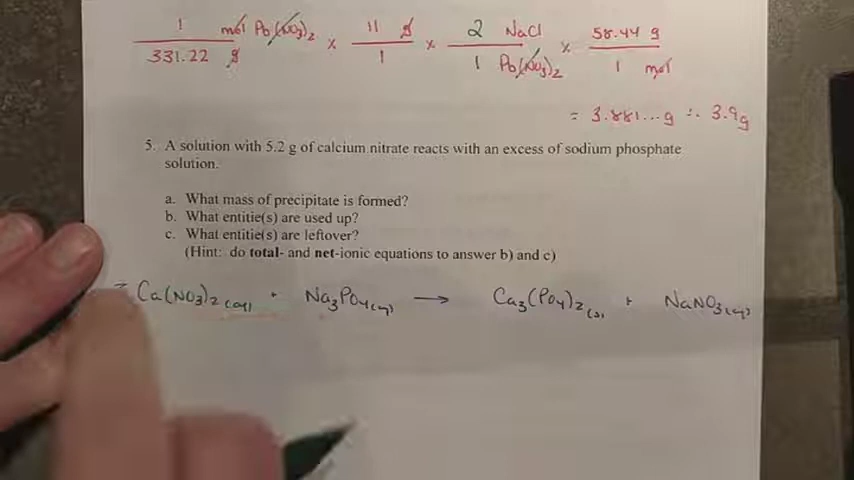 1 mol Pb(NO3)2 × 11 g × 2 NaCl × 58.44 g
331.22 g 1 1 Pb(NO3)2 1 mol
= 3.881...g ∴ 3.9g
5. A solution with 5.2 g of calcium nitrate reacts with an excess of sodium phosphate
solution.
a. What mass of precipitate is formed?
b. What entitie(s) are used up?
c. What entitie(s) are leftover?
(Hint: do total- and net-ionic equations to answer b) and c)
Ca(NO3)2(aq) + Na3PO4(aq) → Ca3(PO4)2(s) + NaNO3(aq)